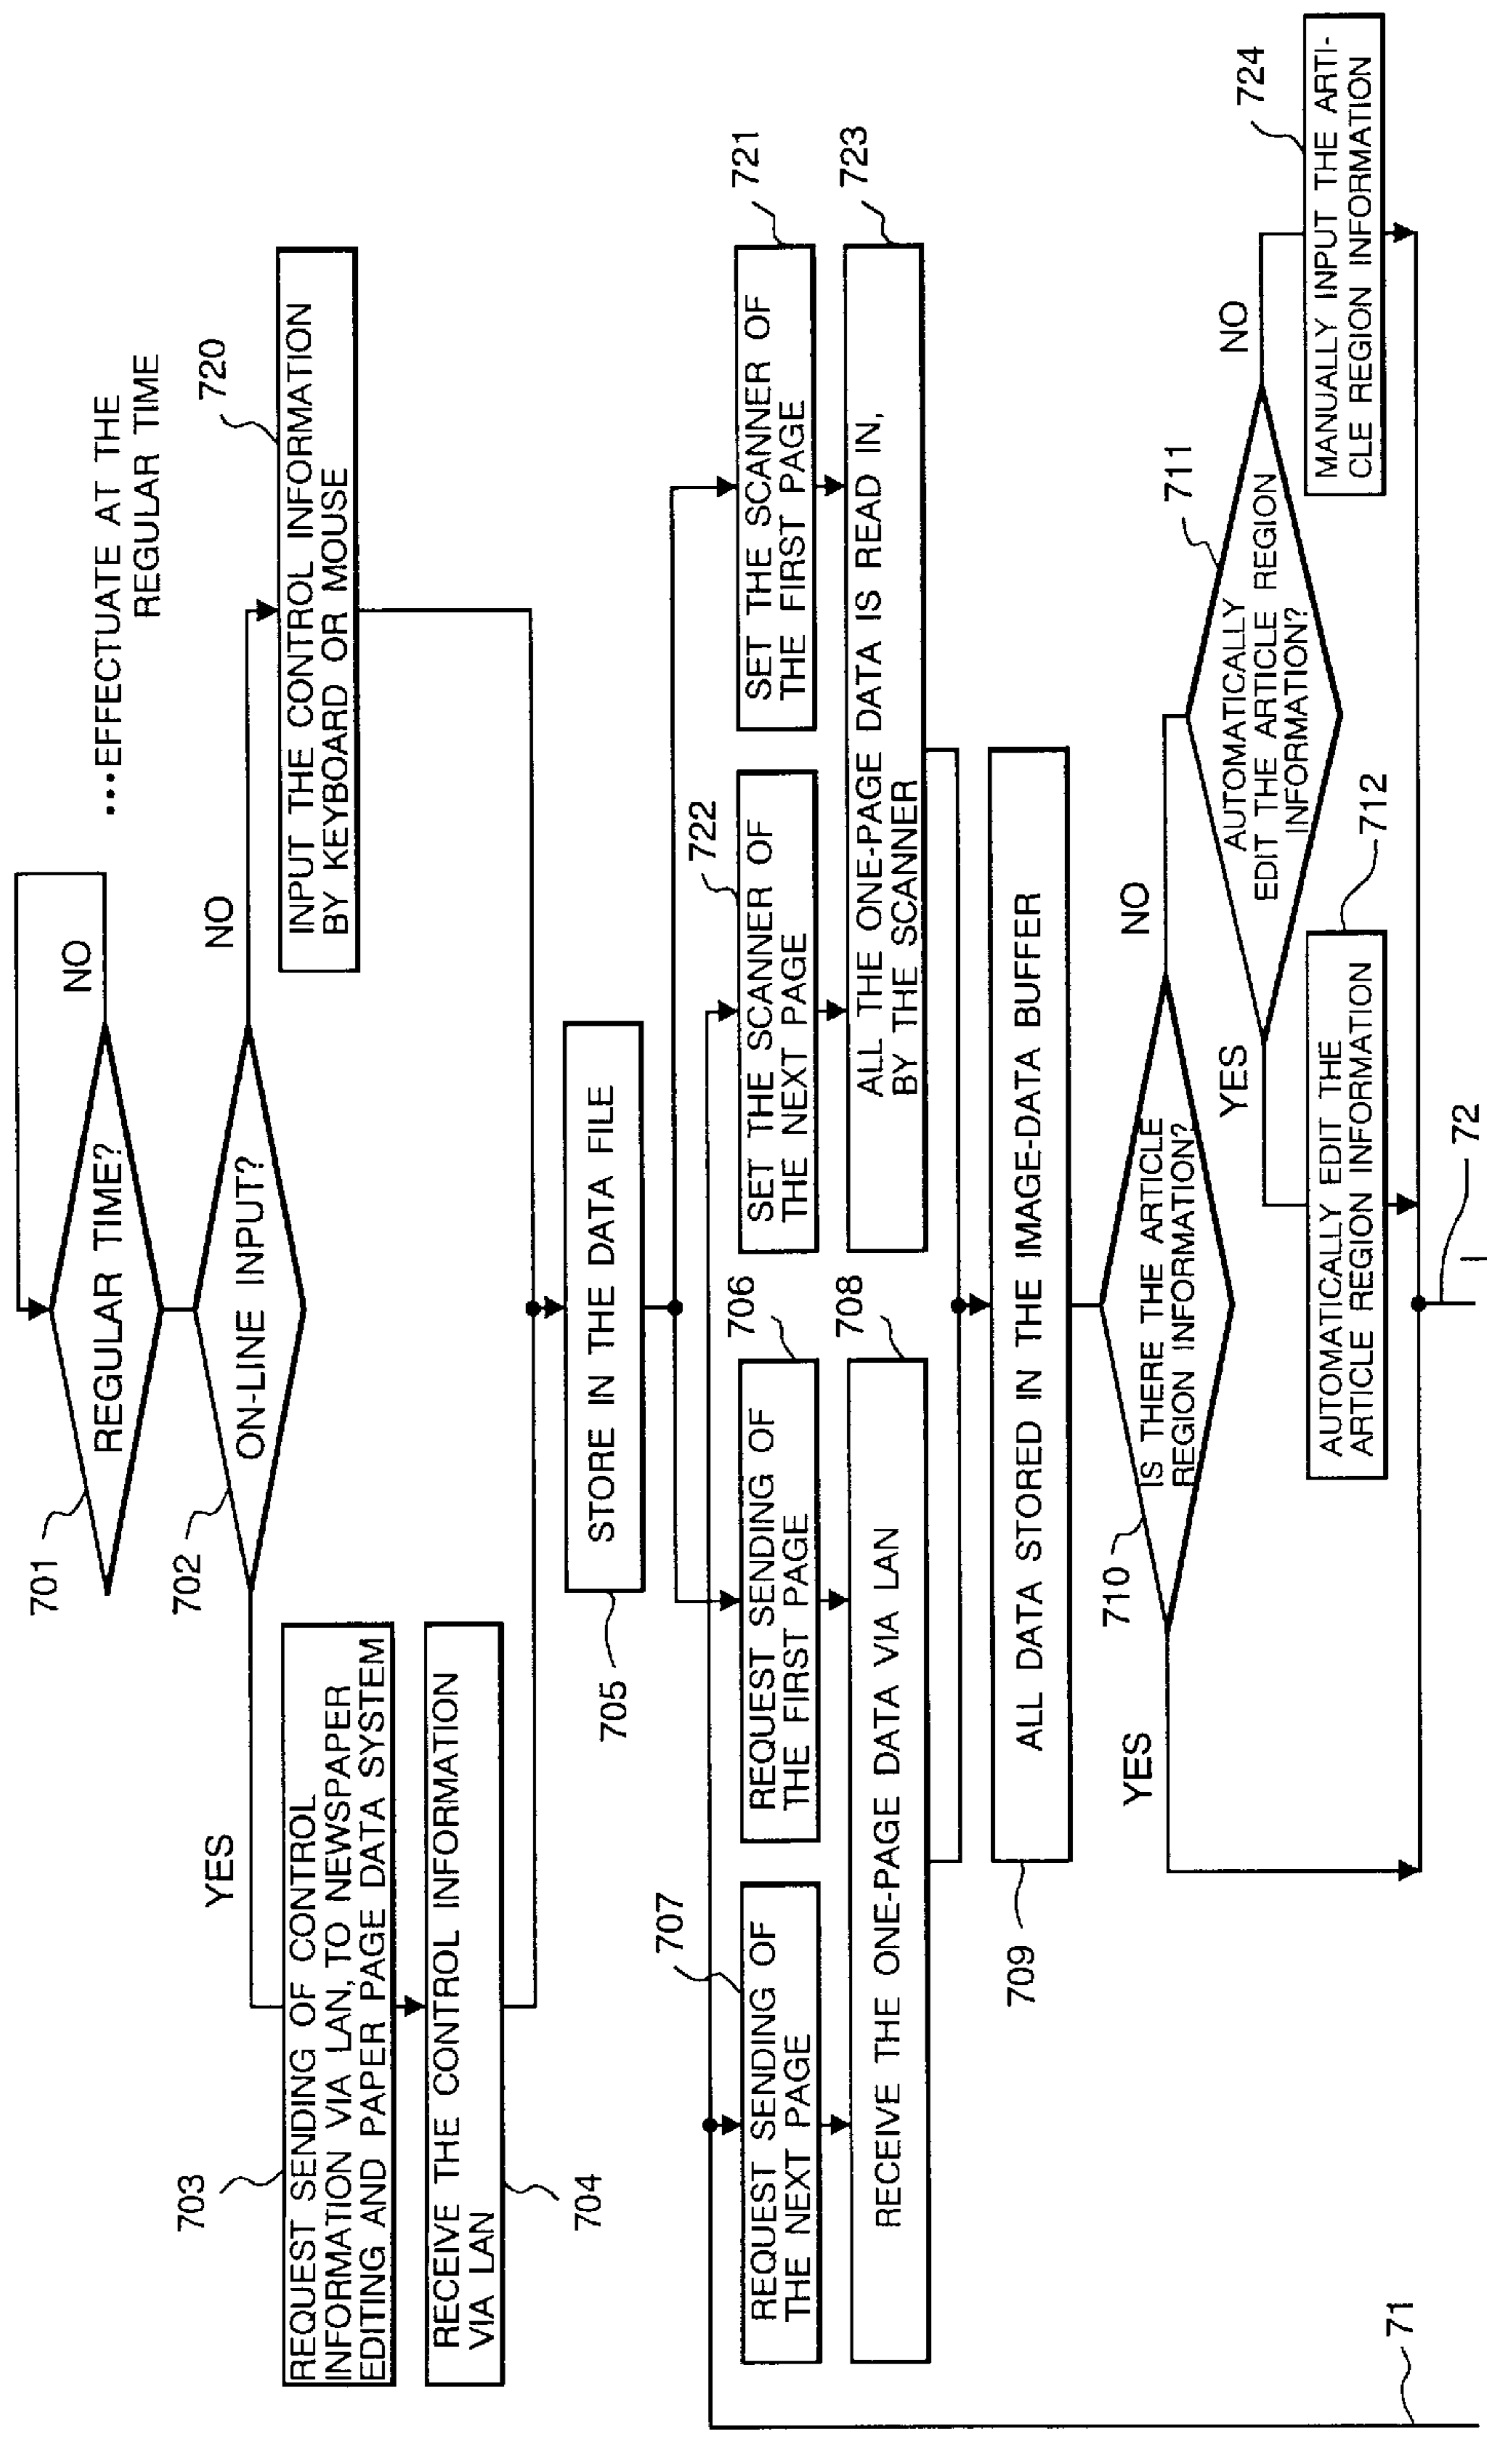 ...EFFECTUATE AT THE
REGULAR TIME
701
REGULAR TIME?
NO
702
ON-LINE INPUT?
YES
NO
703
REQUEST SENDING OF CONTROL
INFORMATION VIA LAN, TO NEWSPAPER
EDITING AND PAPER PAGE DATA SYSTEM
720
INPUT THE CONTROL INFORMATION
BY KEYBOARD OR MOUSE
RECEIVE THE CONTROL INFORMATION
VIA LAN
704
705
STORE IN THE DATA FILE
707
REQUEST SENDING OF
THE NEXT PAGE
706
REQUEST SENDING OF
THE FIRST PAGE
722
SET THE SCANNER OF
THE NEXT PAGE
721
SET THE SCANNER OF
THE FIRST PAGE
708
RECEIVE THE ONE-PAGE DATA VIA LAN
723
ALL THE ONE-PAGE DATA IS READ IN,
BY THE SCANNER
709
ALL DATA STORED IN THE IMAGE-DATA BUFFER
710
IS THERE THE ARTICLE
REGION INFORMATION?
YES
NO
711
AUTOMATICALLY
EDIT THE ARTICLE REGION
INFORMATION?
YES
NO
712
AUTOMATICALLY EDIT THE
ARTICLE REGION INFORMATION
724
MANUALLY INPUT THE ARTI-
CLE REGION INFORMATION
71
72